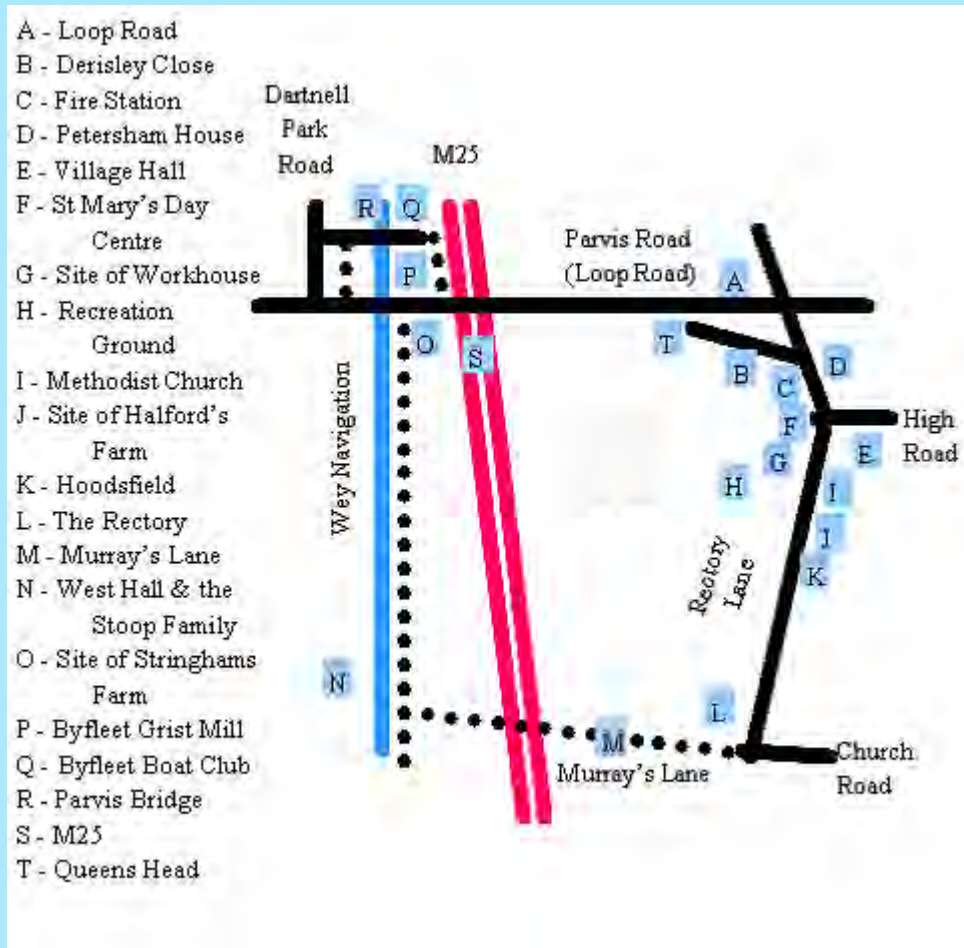 A - Loop Road
B - Derisley Close
C - Fire Station
D - Petersham House
E - Village Hall
F - St Mary's Day
Centre
G - Site of Workhouse
H - Recreation
Ground
I - Methodist Church
J - Site of Halford's
Farm
K - Hoodsfield
L - The Rectory
M - Murray's Lane
N - West Hall & the
Stoop Family
O - Site of Stringhams
Farm
P - Byfleet Grist Mill
Q - Byfleet Boat Club
R - Parvis Bridge
S - M25
T - Queens Head
Dartnell
Park
Road
M25
R
Q
P
Parvis Road
(Loop Road)
A
O
S
T
B
C
D
F
G
H
E
High
Road
I
J
K
Wey Navigation
Rectory
Lane
N
L
M
Murray's Lane
Church
Road